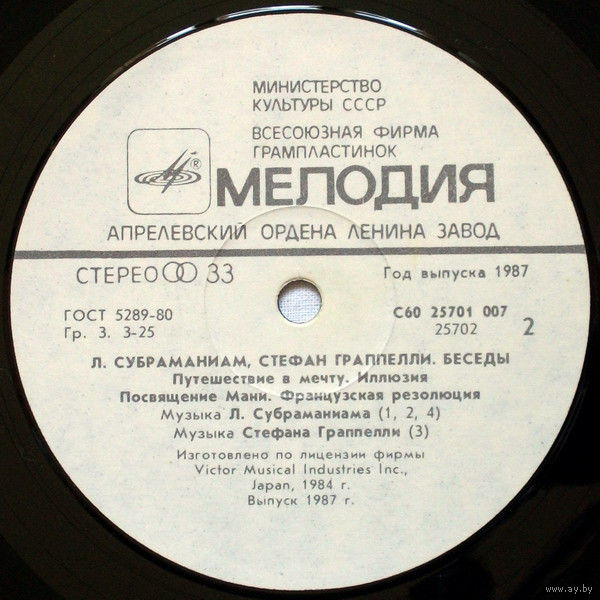 МИНИСТЕРСТВО
КУЛЬТУРЫ СССР
ВСЕСОЮЗНАЯ ФИРМА
ГРАМПЛАСТИНОК
® МЕЛОДИЯ
АПРЕЛЕВСКИЙ ОРДЕНА ЛЕНИНА ЗАВОД
СТЕРЕО 33
Год выпуска 1987
ГОСТ 5289-80
Гр. 3. 3-25
С60 25701 007
25702 2
Л. СУБРАМАНИАМ, СТЕФАН ГРАППЕЛЛИ. БЕСЕДЫ
Путешествие в мечту. Иллюзия
Посвящение Мани. Французская резолюция
Музыка Л. Субраманиама (1, 2, 4)
Музыка Стефана Граппелли (3)
Изготовлено по лицензии фирмы
Victor Musical Industries Inc.,
Japan, 1984 г.
Выпуск 1987 г.
www.ay.by